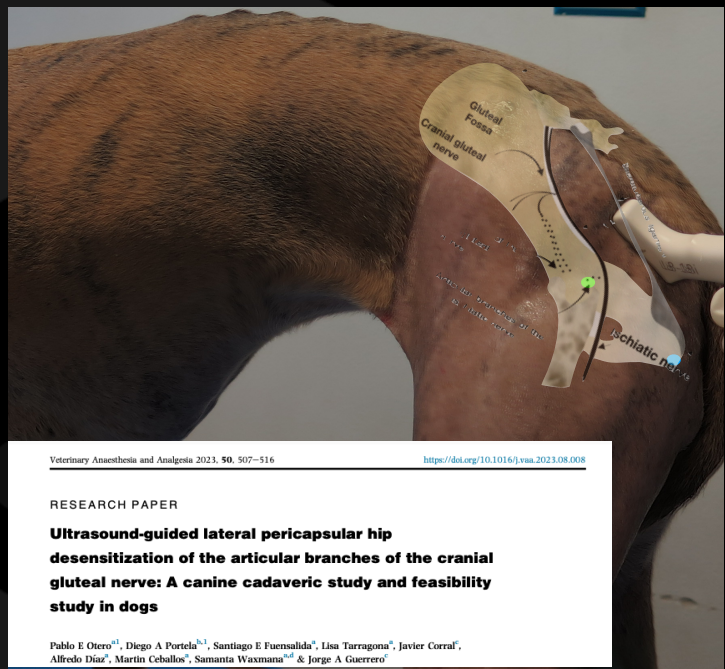 Gluteal
Fossa
Cranial gluteal
nerve
Ischiatic nerve
Veterinary Anaesthesia and Analgesia 2023, 50, 507–516
https://doi.org/10.1016/j.vaa.2023.08.008
RESEARCH PAPER
Ultrasound-guided lateral pericapsular hip
desensitization of the articular branches of the cranial
gluteal nerve: A canine cadaveric study and feasibility
study in dogs
Pablo E Otero a1, Diego A Portela b,1, Santiago E Fuensalida a, Lisa Tarragona a, Javier Corral c,
Alfredo Díaz a, Martin Ceballos a, Samanta Waxman a,d & Jorge A Guerrero c